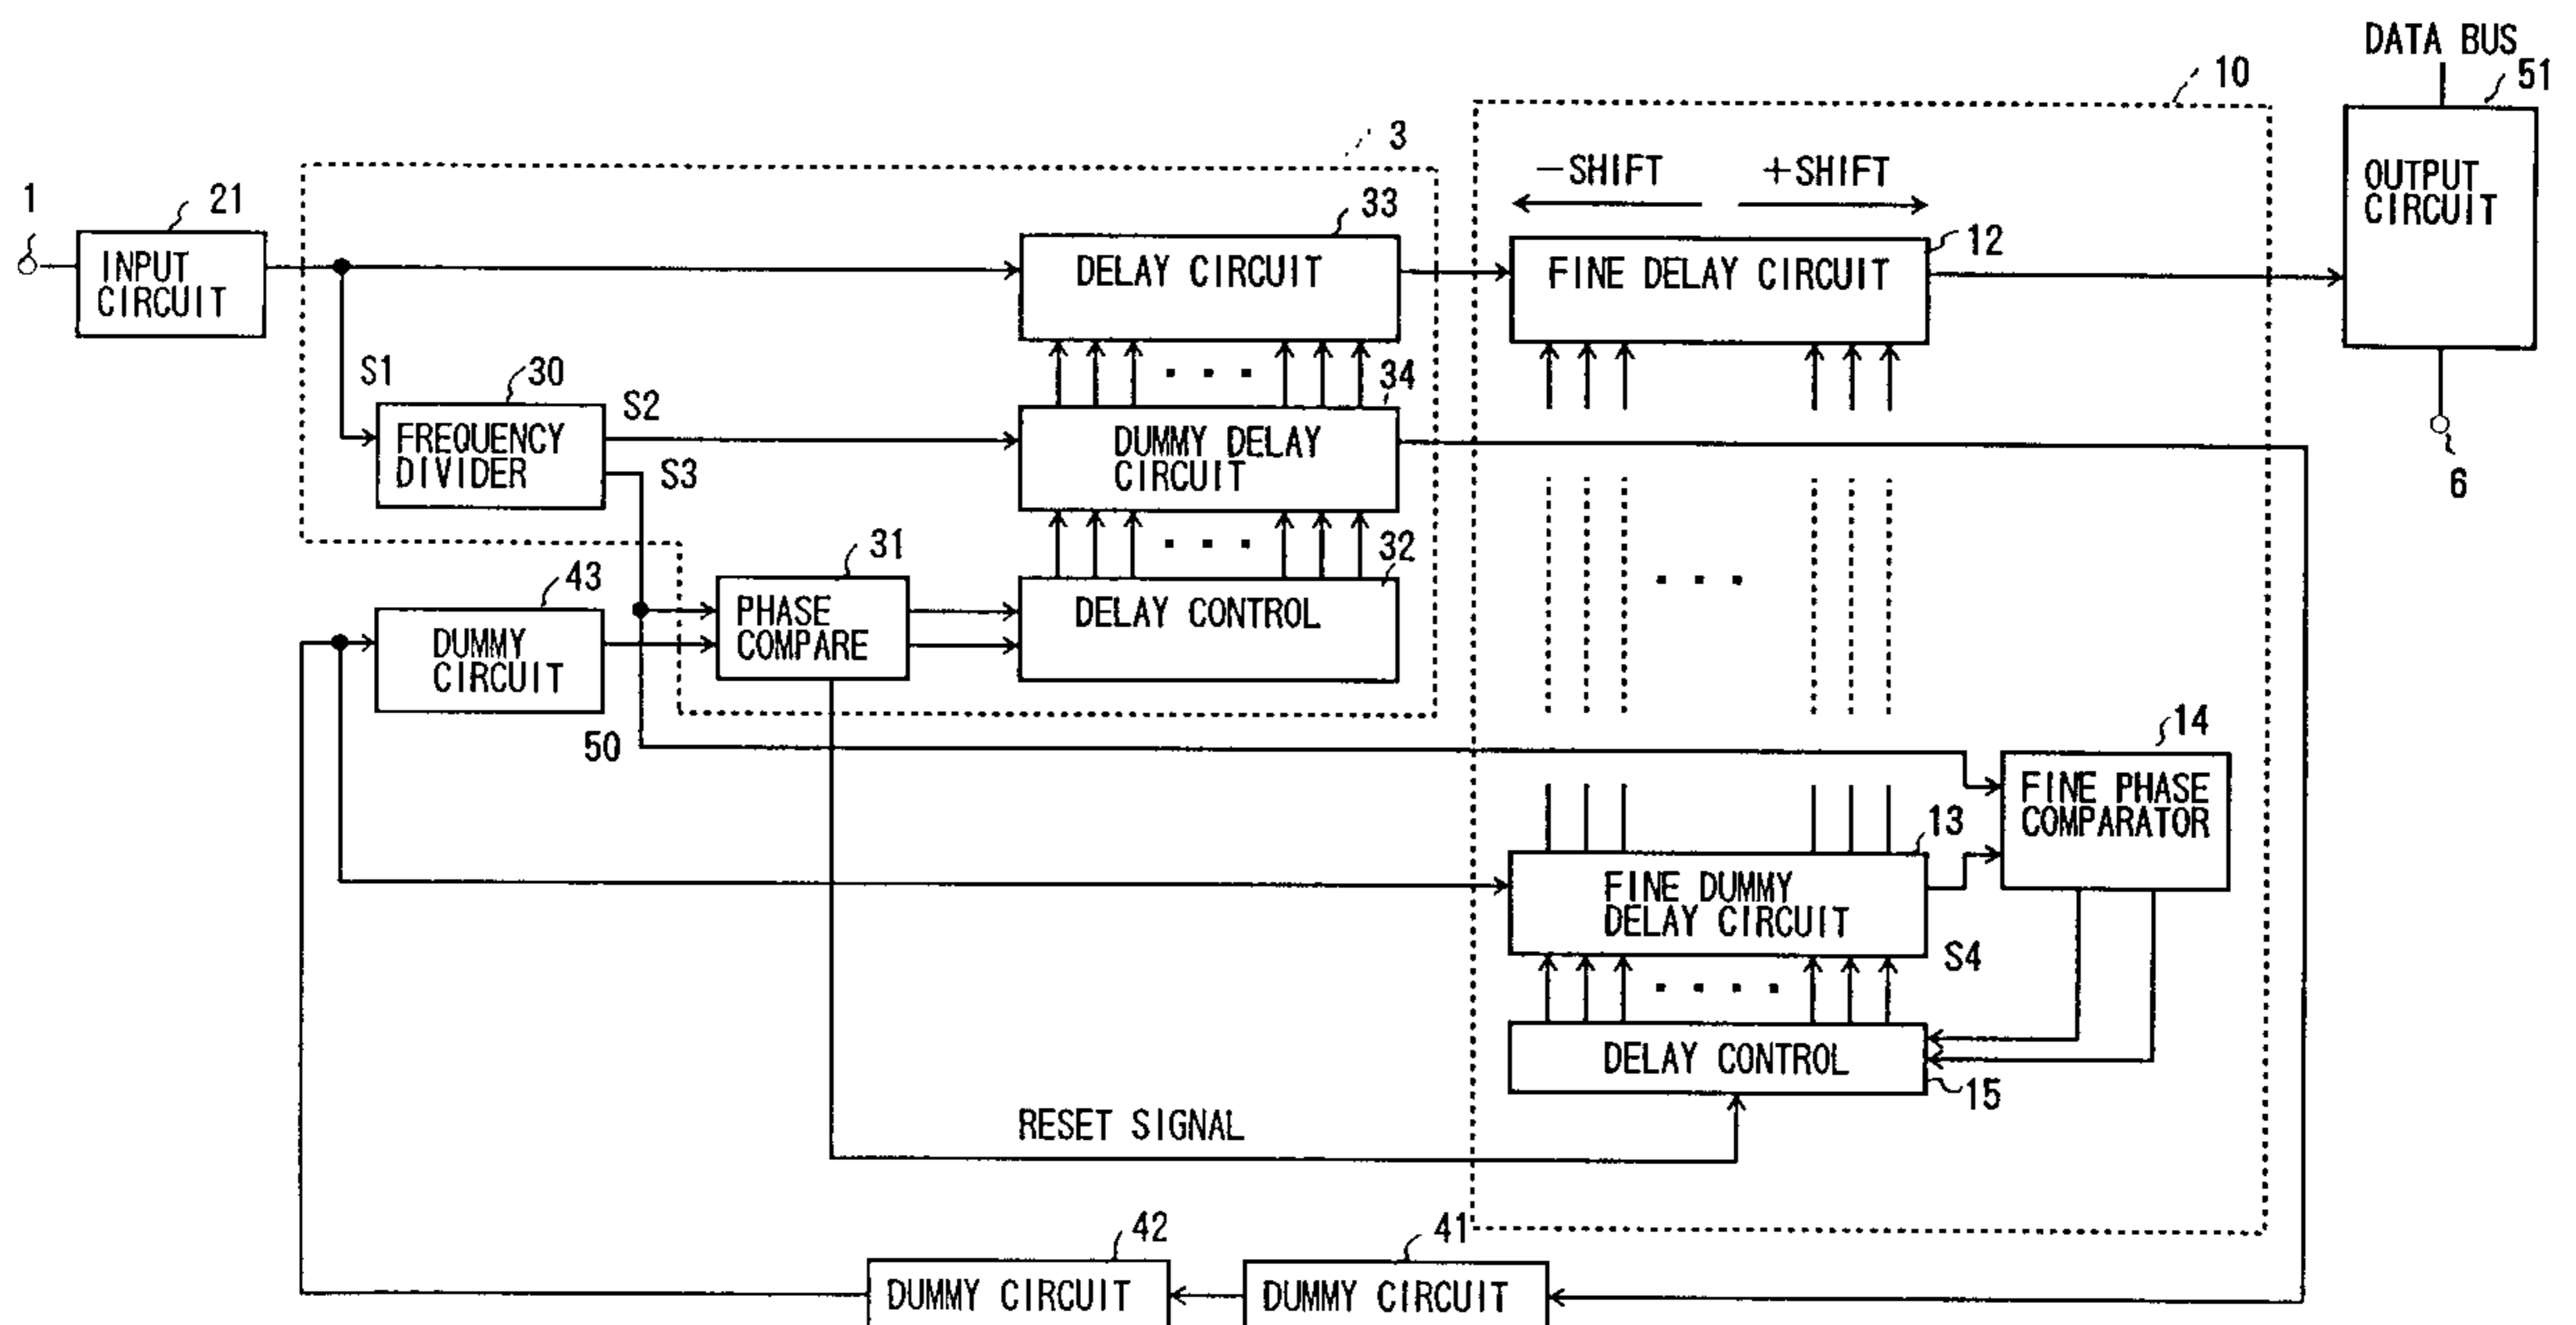 DATA BUS
51
10
3
-SHIFT
+SHIFT
OUTPUT
CIRCUIT
1
21
33
12
INPUT
CIRCUIT
DELAY CIRCUIT
FINE DELAY CIRCUIT
S1
30
S2
34
FREQUENCY
DIVIDER
S3
DUMMY DELAY
CIRCUIT
6
43
31
32
DUMMY
CIRCUIT
PHASE
COMPARE
DELAY CONTROL
50
14
FINE PHASE
COMPARATOR
13
FINE DUMMY
DELAY CIRCUIT
S4
DELAY CONTROL
15
RESET SIGNAL
42
41
DUMMY CIRCUIT
DUMMY CIRCUIT